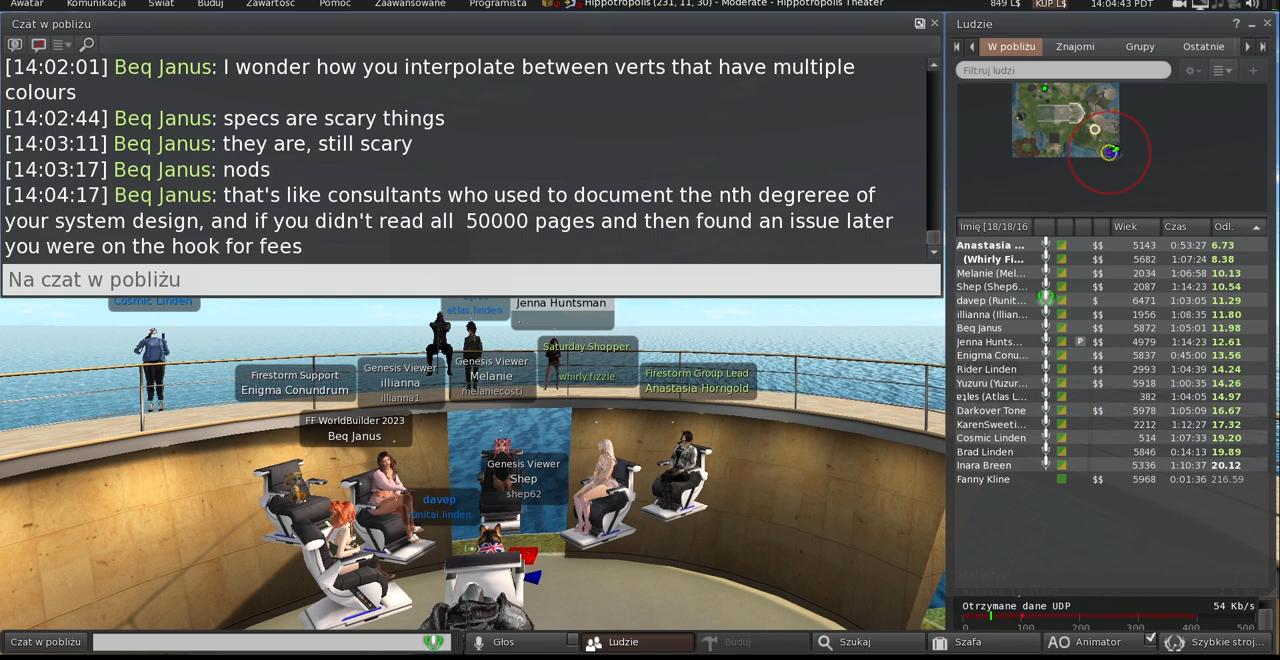 Awatar Komunikacja Świat Buduj Zawartość Pomoc Zaawansowane Programista Hippotropolis (231, 11, 30) - Moderate - Hippotropolis Theater 849 L$ KUP L$ 14:04:43 PDT
Czat w pobliżu
[14:02:01] Beq Janus: I wonder how you interpolate between verts that have multiple
colours
[14:02:44] Beq Janus: specs are scary things
[14:03:11] Beq Janus: they are, still scary
[14:03:17] Beq Janus: nods
[14:04:17] Beq Janus: that's like consultants who used to document the nth degreree of
your system design, and if you didn't read all 50000 pages and then found an issue later
you were on the hook for fees
Na czat w pobliżu
Cosmic Linden
atlas.linden
Jenna Huntsman
Saturday Shopper
whirly.fizzle
Genesis Viewer
Melanie
melaniecosti
Genesis Viewer
illianna
illianna1
Firestorm Support
Enigma Conundrum
Firestorm Group Lead
Anastasia Horngold
FF WorldBuilder 2023
Beq Janus
Genesis Viewer
Shep
shep62
davep
runitai.linden
Ludzie
W pobliżu Znajomi Grupy Ostatnie
Filtruj ludzi
Imię [18/18/16 Wiek Czas Odl.
Anastasia ... $$ 5143 0:53:27 6.73
(Whirly Fi... $$ 5682 1:07:24 8.38
Melanie (Mel... $$ 2034 1:06:58 10.13
Shep (Shep6... $$ 2087 1:14:23 10.54
davep (Runit... $ 6471 1:03:05 11.29
illianna (Illian... $$ 1956 1:08:35 11.80
Beq Janus $$ 5872 1:05:01 11.98
Jenna Hunts... P $$ 4979 1:14:23 12.61
Enigma Conu... $$ 5837 0:45:00 13.56
Rider Linden $$ 2993 1:04:39 14.24
Yuzuru (Yuzur... $$ 5918 1:00:35 14.26
(Atlas L... 382 1:04:05 14.97
Darkover Tone $$ 5978 1:05:09 16.67
KarenSweeti... 2212 1:12:27 17.32
Cosmic Linden 514 1:07:33 19.20
Brad Linden 5846 0:14:13 19.89
Inara Breen 5336 1:10:37 20.12
Fanny Kline $$ 5968 0:01:36 216.59
Otrzymane dane UDP 54 Kb/s
0 100 200 400 500
Czat w pobliżu Głos Ludzie Buduj Szukaj Szafa AO Animator Szybkie stroj...